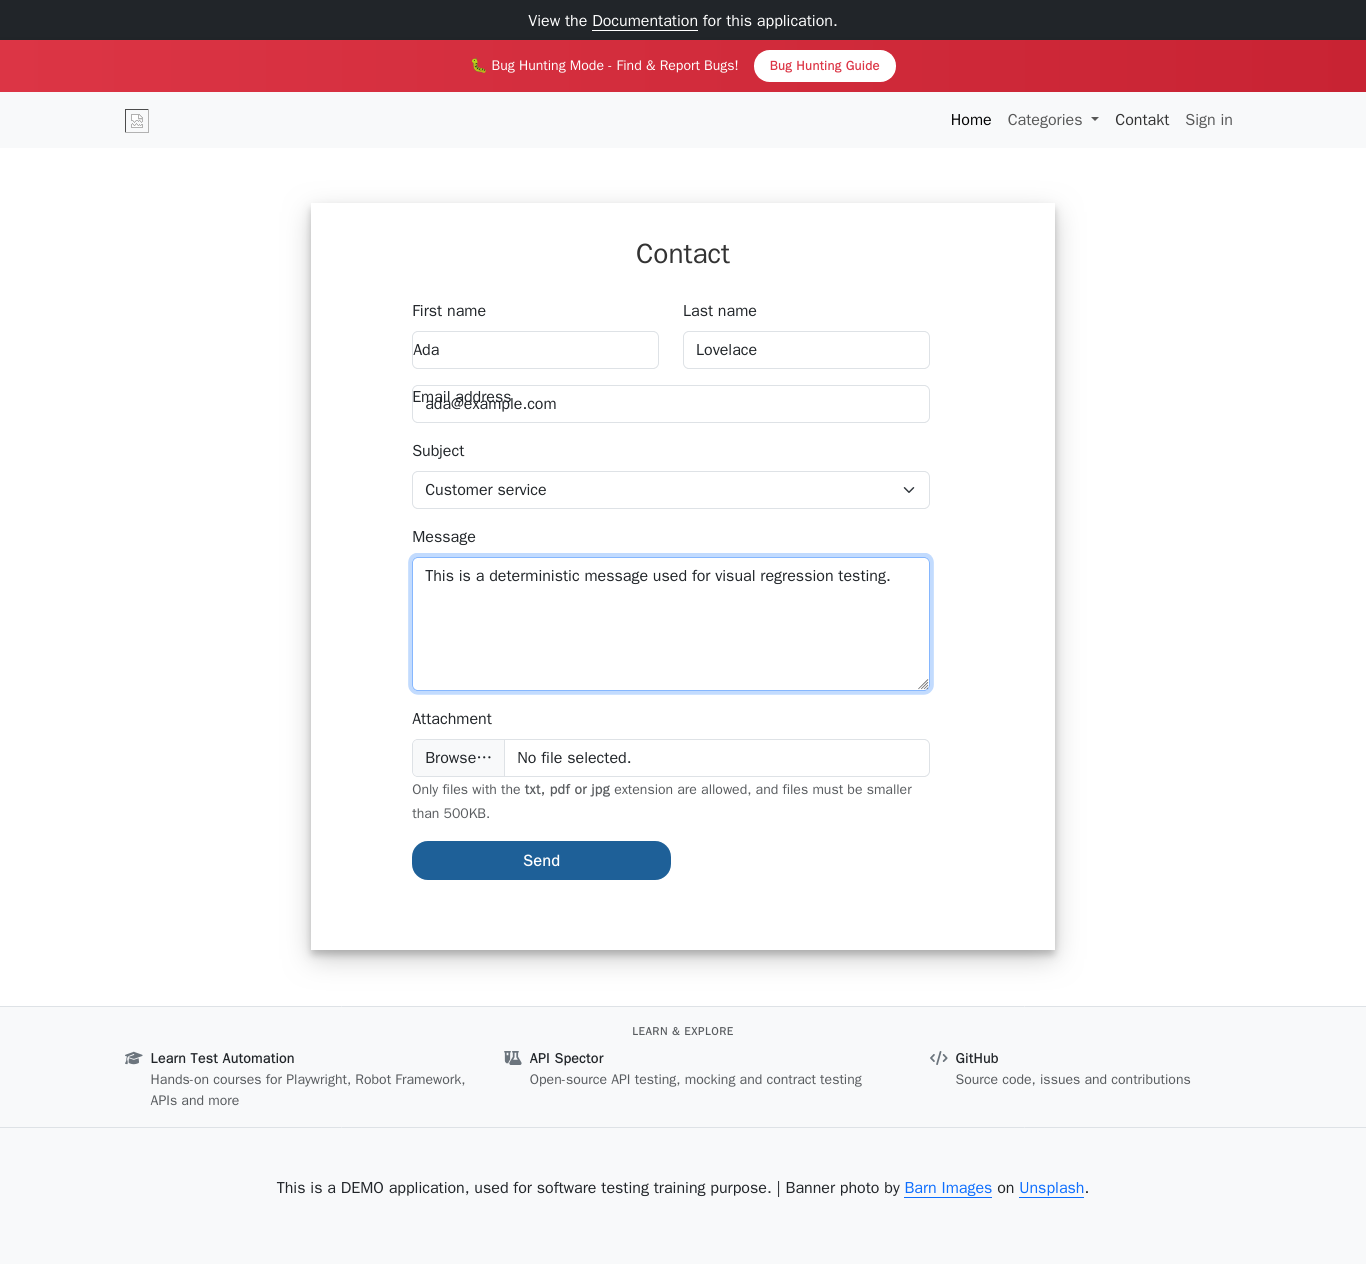 View the Documentation for this application.
🐛 Bug Hunting Mode - Find & Report Bugs! Bug Hunting Guide
Home Categories Contakt Sign in
Contact
First name Last name
Ada Lovelace
Email address
ada@example.com
Subject
Customer service
Message
This is a deterministic message used for visual regression testing.
Attachment
Browse… No file selected.
Only files with the txt, pdf or jpg extension are allowed, and files must be smaller
than 500KB.
Send
LEARN & EXPLORE
Learn Test Automation
Hands-on courses for Playwright, Robot Framework,
APIs and more
API Spector
Open-source API testing, mocking and contract testing
GitHub
Source code, issues and contributions
This is a DEMO application, used for software testing training purpose. | Banner photo by Barn Images on Unsplash.